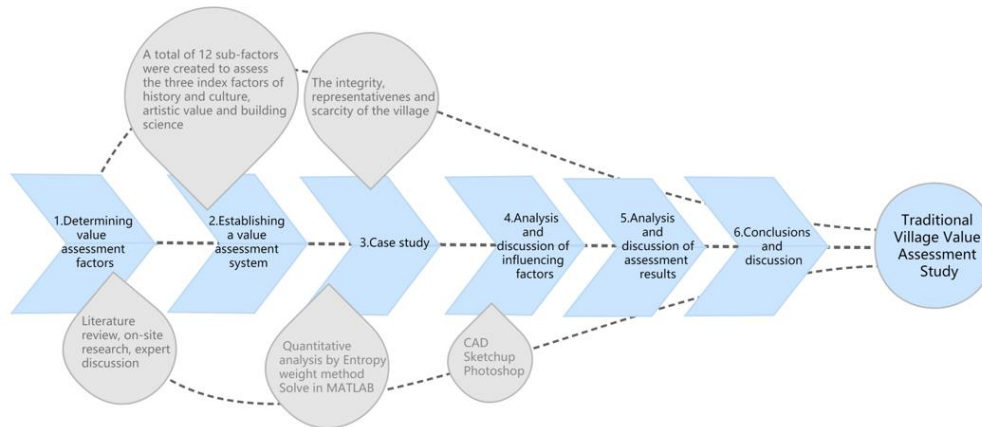 A total of 12 sub-factors
were created to assess
the three index factors of
history and culture,
artistic value and building
science
The integrity,
representativenes and
scarcity of the village
1.Determining
value
assessment
factors
2.Establishing
a value
assessment
system
3.Case study
4.Analysis
and
discussion of
influencing
factors
5.Analysis
and
discussion of
assessment
results
6.Conclusions
and
discussion
Traditional
Village Value
Assessment
Study
Literature
review, on-site
research, expert
discussion
Quantitative
analysis by Entropy
weight method
Solve in MATLAB
CAD
Sketchup
Photoshop